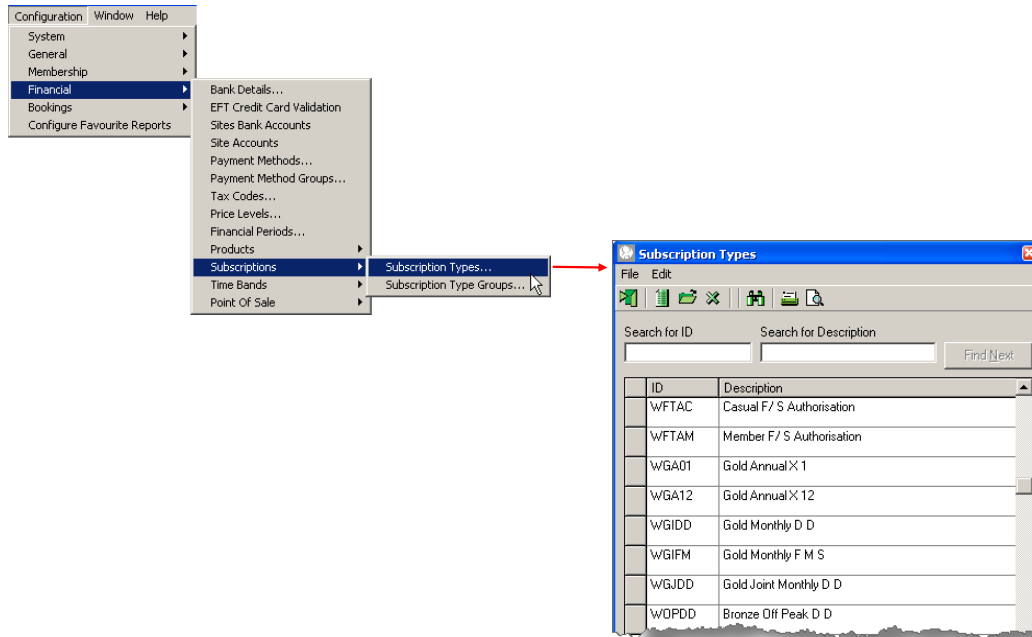 Configuration Window Help
System
General
Membership
Financial
Bookings
Configure Favourite Reports
Bank Details...
EFT Credit Card Validation
Sites Bank Accounts
Site Accounts
Payment Methods...
Payment Method Groups...
Tax Codes...
Price Levels...
Financial Periods...
Products
Subscriptions
Time Bands
Point Of Sale
Subscription Types...
Subscription Type Groups...
Subscription Types
File Edit
Search for ID Search for Description
Find Next
ID Description
WFTAC Casual F/ S Authorisation
WFTAM Member F/ S Authorisation
WGA01 Gold Annual X 1
WGA12 Gold Annual X 12
WGIDD Gold Monthly D D
WGIFM Gold Monthly F M S
WGJDD Gold Joint Monthly D D
WOPDD Bronze Off Peak D D